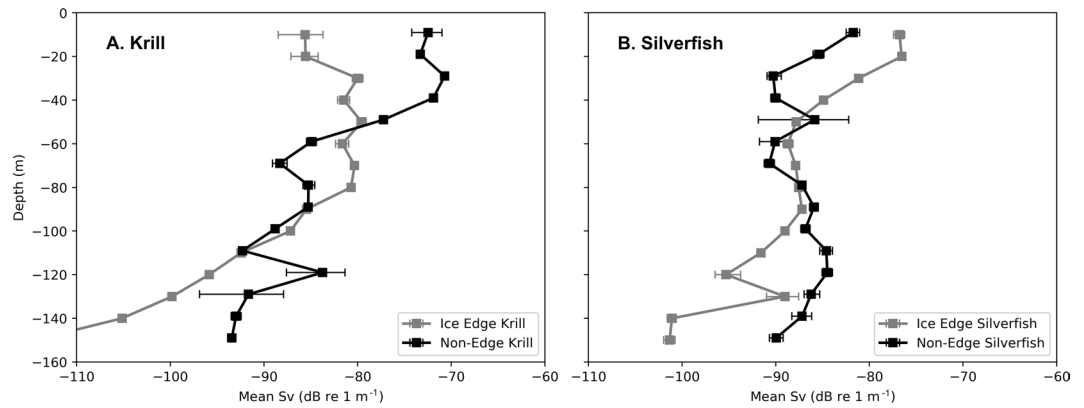 0
−20
−40
−60
−80
−100
−120
−140
−160
Depth (m)
A. Krill
Ice Edge Krill
Non-Edge Krill
−110 −100 −90 −80 −70 −60
Mean Sv (dB re 1 m⁻¹)
B. Silverfish
Ice Edge Silverfish
Non-Edge Silverfish
−110 −100 −90 −80 −70 −60
Mean Sv (dB re 1 m⁻¹)